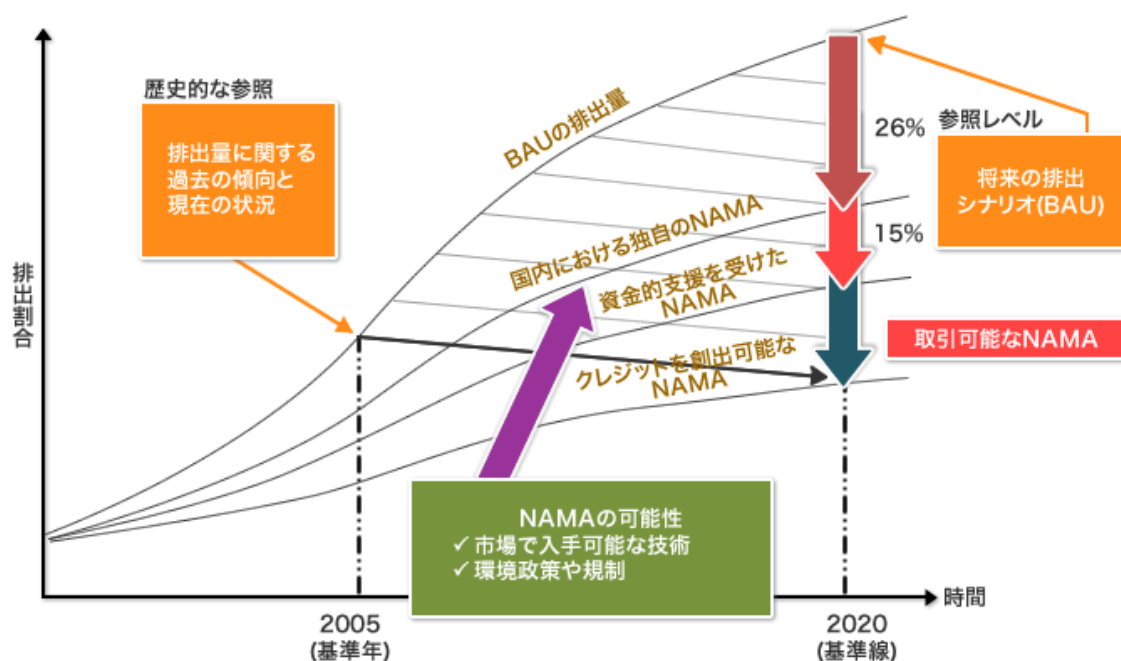 歴史的な参照
排出量に関する
過去の傾向と
現在の状況
BAUの排出量
26%
参照レベル
将来の排出
シナリオ(BAU)
国内における独自のNAMA
15%
資金的支援を受けた
NAMA
排出割合
取引可能なNAMA
クレジットを創出可能な
NAMA
NAMAの可能性
✓ 市場で入手可能な技術
✓ 環境政策や規制
時間
2005
(基準年)
2020
(基準線)